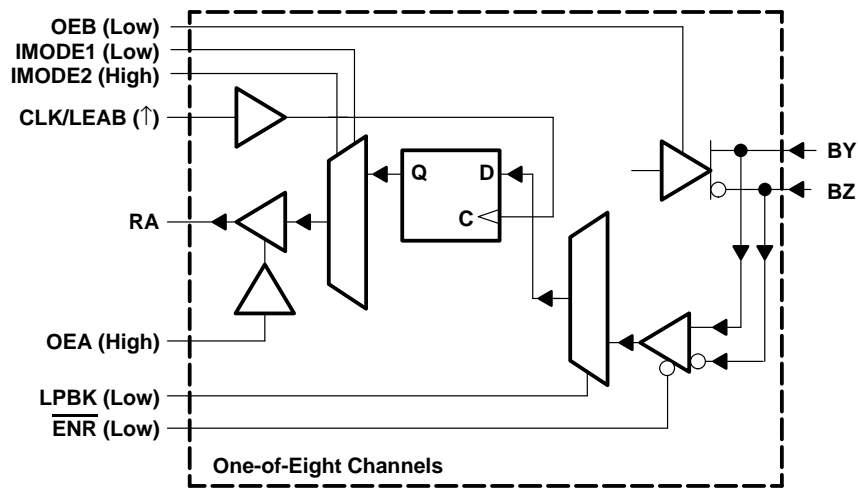 OEB (Low)
IMODE1 (Low)
IMODE2 (High)
CLK/LEAB (↑)
BY
Q
D
BZ
C
RA
OEA (High)
LPBK (Low)
ENR (Low)
One-of-Eight Channels